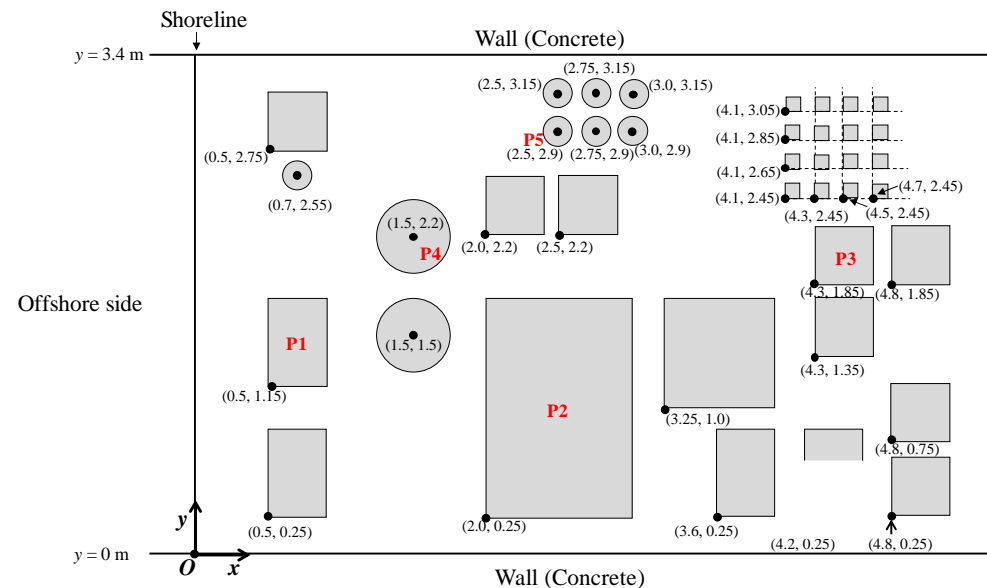 Shoreline
Wall (Concrete)
y = 3.4 m
(2.75, 3.15)
(2.5, 3.15)
(3.0, 3.15)
(4.1, 3.05)
P5
(4.1, 2.85)
(0.5, 2.75)
(2.5, 2.9)
(2.75, 2.9)
(3.0, 2.9)
(4.1, 2.65)
(4.7, 2.45)
(4.1, 2.45)
(0.7, 2.55)
(4.3, 2.45)
(4.5, 2.45)
(1.5, 2.2)
(2.0, 2.2)
(2.5, 2.2)
P4
P3
(4.3, 1.85)
(4.8, 1.85)
Offshore side
P1
(1.5, 1.5)
(4.3, 1.35)
(0.5, 1.15)
P2
(3.25, 1.0)
(4.8, 0.75)
y
(0.5, 0.25)
(2.0, 0.25)
(3.6, 0.25)
(4.2, 0.25)
(4.8, 0.25)
y = 0 m
O
x
Wall (Concrete)